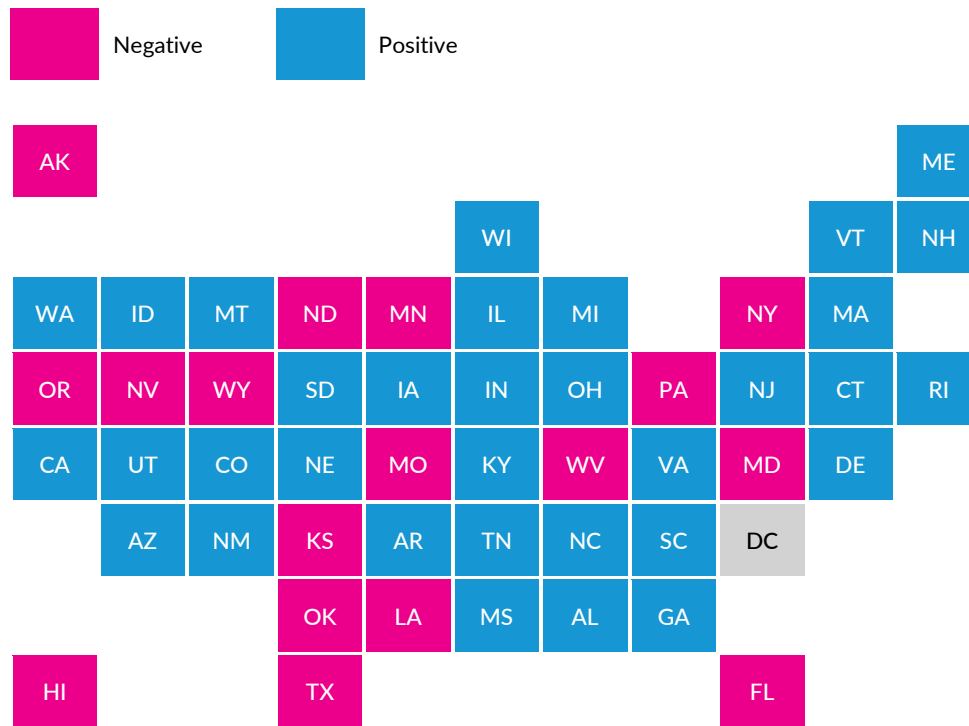 Negative Positive
AK ME
WI VT NH
WA ID MT ND MN IL MI NY MA
OR NV WY SD IA IN OH PA NJ CT RI
CA UT CO NE MO KY WV VA MD DE
AZ NM KS AR TN NC SC DC
OK LA MS AL GA
HI TX FL